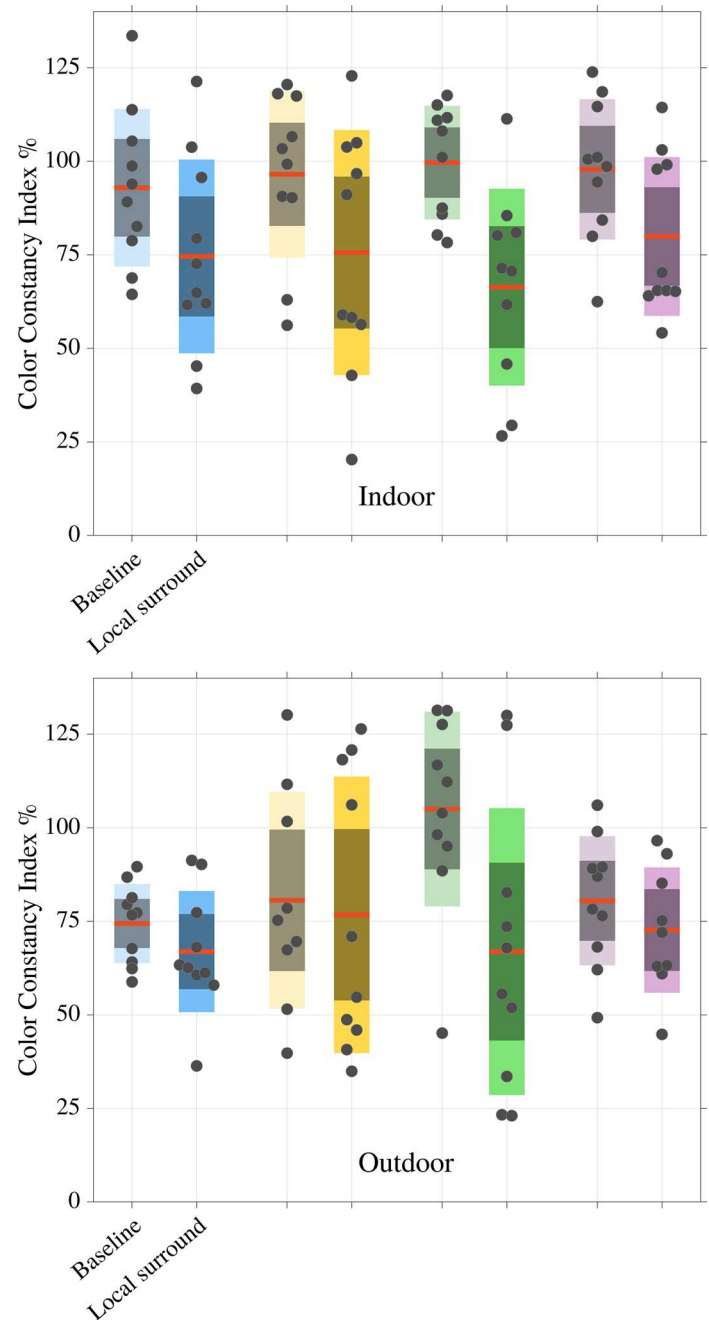 Color Constancy Index %
125
100
75
50
25
0
Indoor
Baseline
Local surround
Color Constancy Index %
125
100
75
50
25
0
Outdoor
Baseline
Local surround